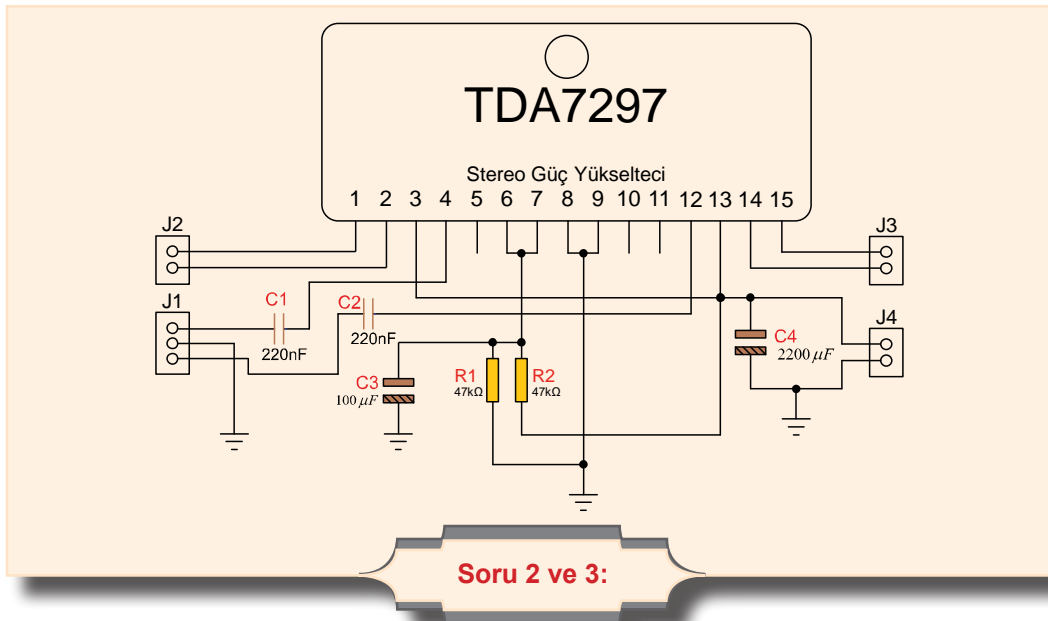 TDA7297
Stereo Güç Yükselteci
1 2 3 4 5 6 7 8 9 10 11 12 13 14 15
J2
J3
J1
C1
C2
J4
220nF
220nF
C4
2200 µF
C3
100 µF
R1
47kΩ
R2
47kΩ
Soru 2 ve 3: